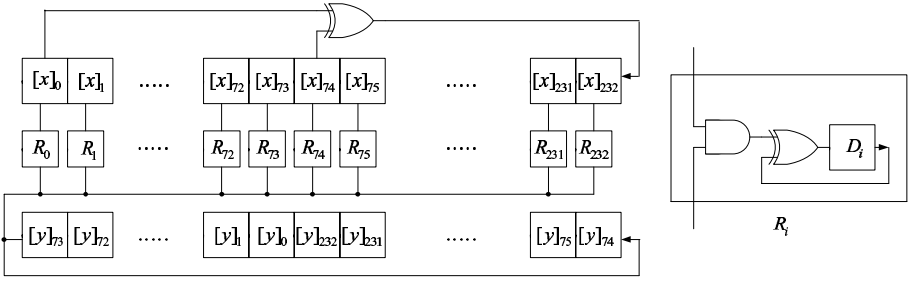 [x]₀ [x]₁ ..... [x]₇₂ [x]₇₃ [x]₇₄ [x]₇₅ ..... [x]₂₃₁ [x]₂₃₂
R₀ R₁ ..... R₇₂ R₇₃ R₇₄ R₇₅ ..... R₂₃₁ R₂₃₂
[y]₇₃ [y]₇₂ ..... [y]₁ [y]₀ [y]₂₃₂ [y]₂₃₁ ..... [y]₇₅ [y]₇₄
Dᵢ
Rᵢ